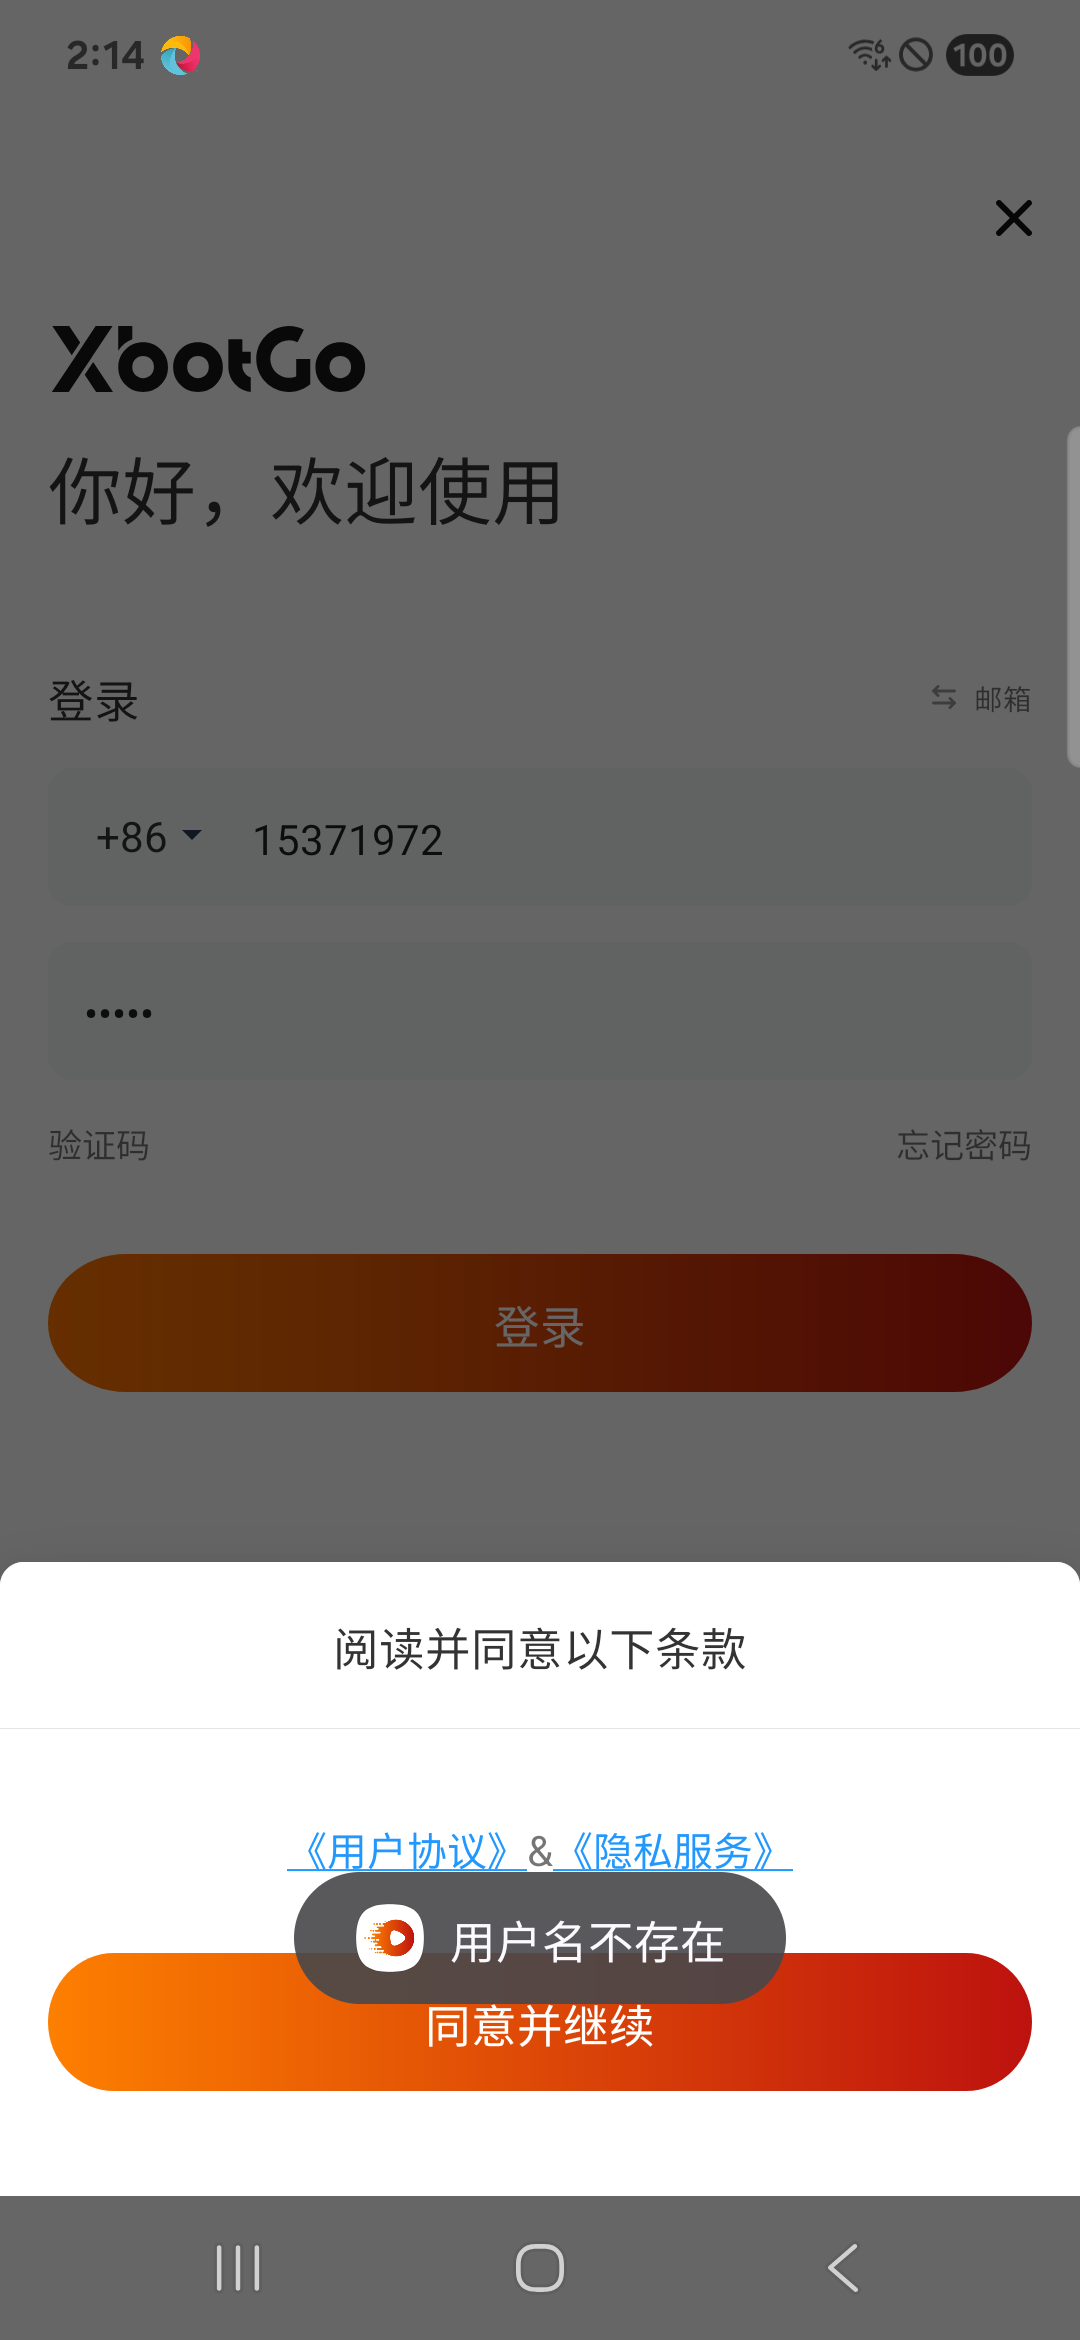 2:14
6
100
XbotGo
你好，欢迎使用
登录
邮箱
+86
15371972
•••••
验证码
忘记密码
登录
阅读并同意以下条款
《用户协议》&《隐私服务》
用户名不存在
同意并继续